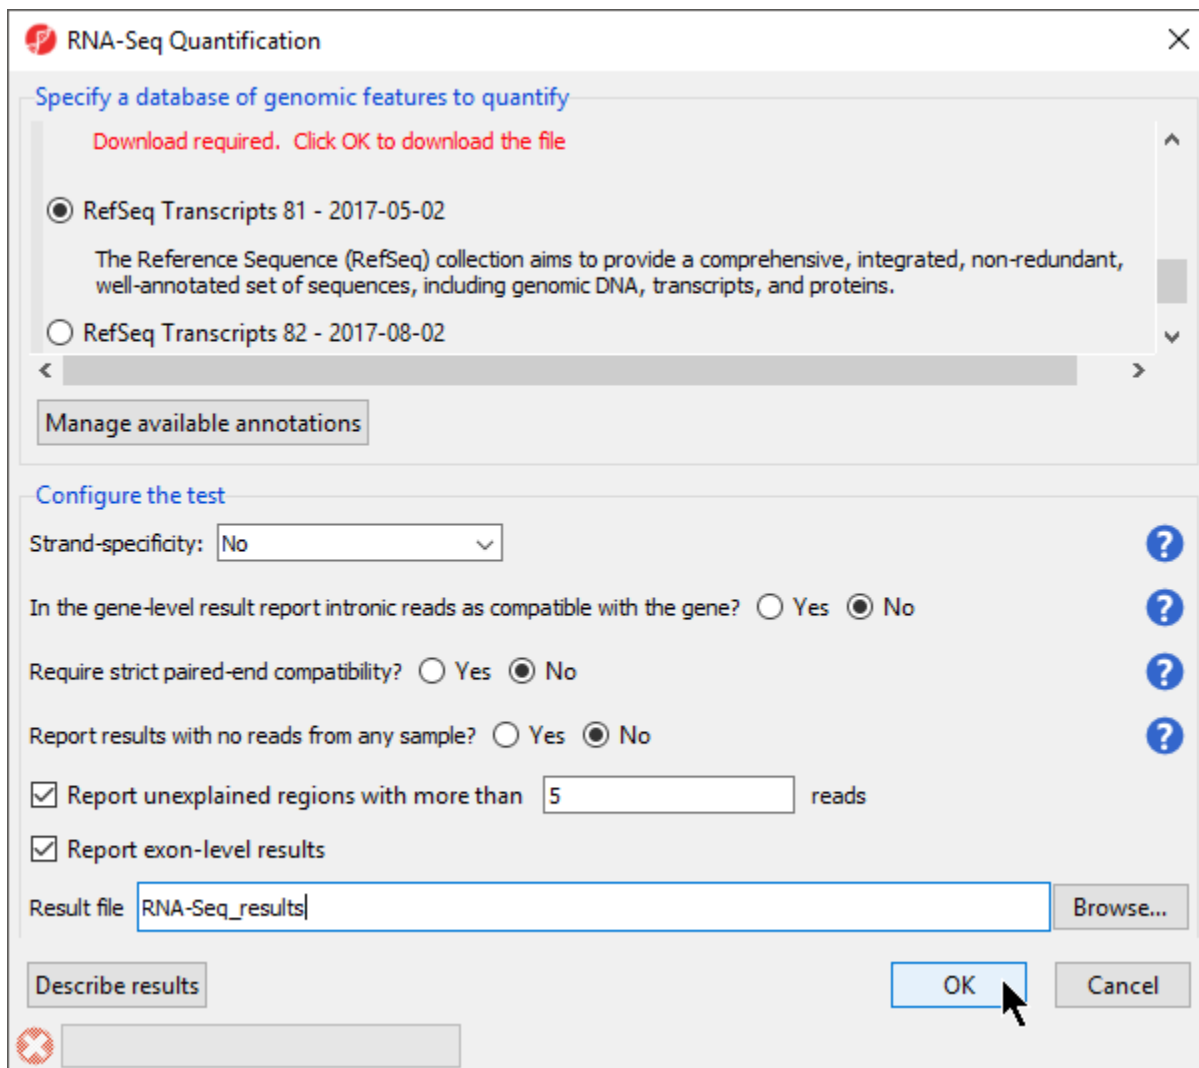 RNA-Seq Quantification
Specify a database of genomic features to quantify
Download required.  Click OK to download the file
RefSeq Transcripts 81 - 2017-05-02
The Reference Sequence (RefSeq) collection aims to provide a comprehensive, integrated, non-redundant,
well-annotated set of sequences, including genomic DNA, transcripts, and proteins.
RefSeq Transcripts 82 - 2017-08-02
Manage available annotations
Configure the test
Strand-specificity: No ?
In the gene-level result report intronic reads as compatible with the gene? Yes No ?
Require strict paired-end compatibility? Yes No ?
Report results with no reads from any sample? Yes No ?
Report unexplained regions with more than 5 reads
Report exon-level results
Result file RNA-Seq_results Browse...
Describe results OK Cancel